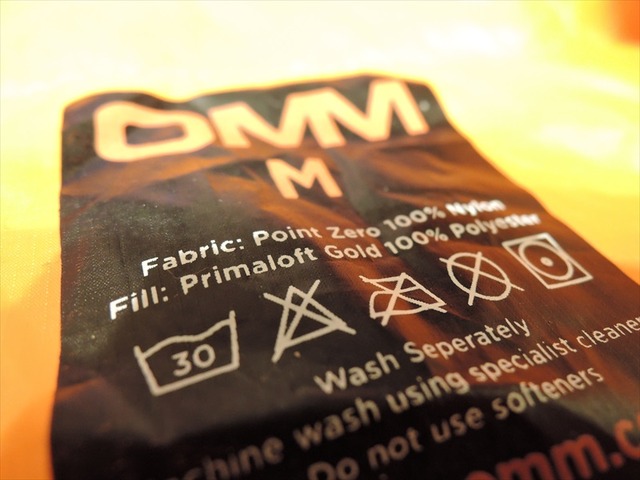 OMM
M
Fabric: Point Zero 100% Nylon
Fill: Primaloft Gold 100% Polyester
30
Wash Seperately
chine wash using specialist cleaner
Do not use softeners
omm.c